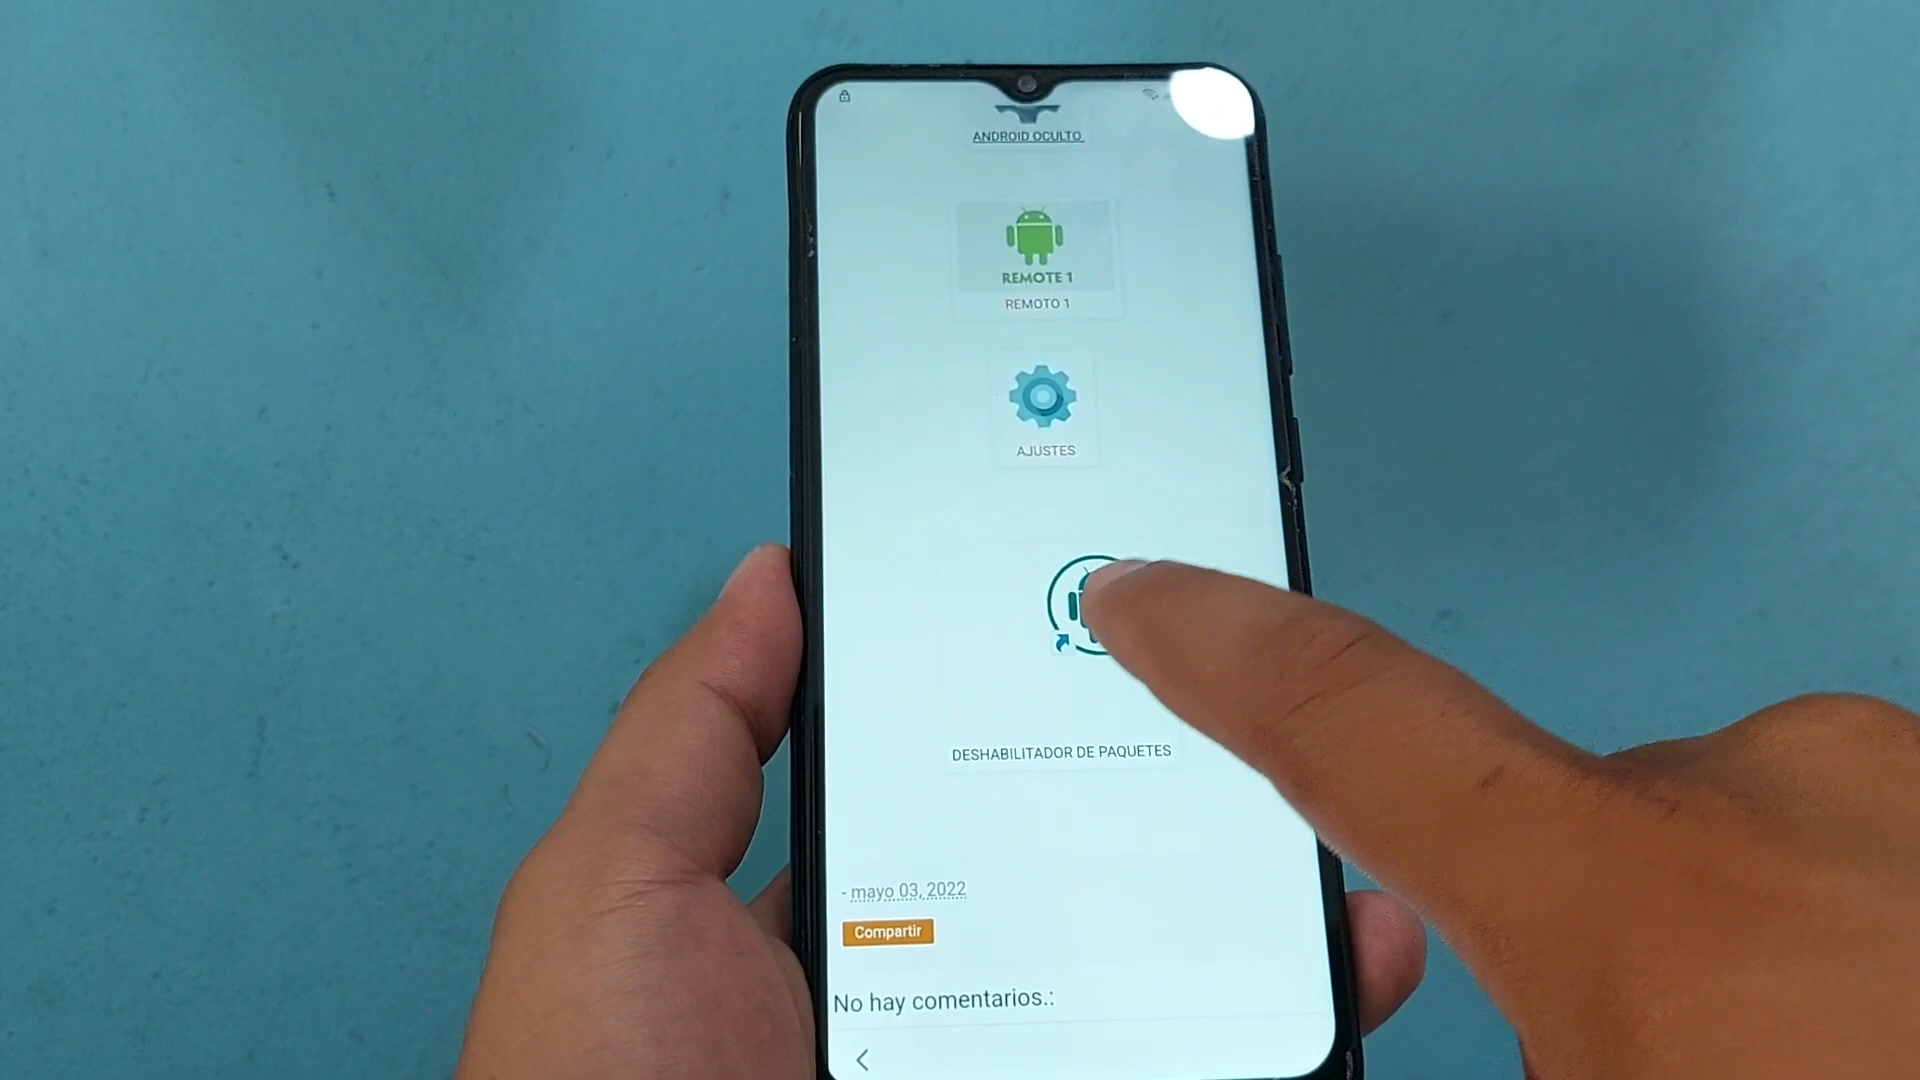 ANDROID OCULTO
REMOTE 1
REMOTO 1
AJUSTES
DESHABILITADOR DE PAQUETES
- mayo 03, 2022
Compartir
No hay comentarios.: